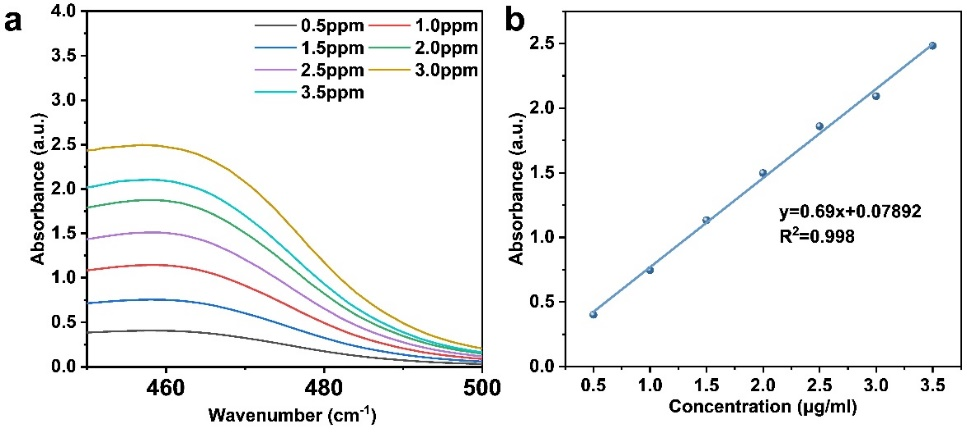 a
4.0
3.5
3.0
2.5
2.0
1.5
1.0
0.5
0.0
Absorbance (a.u.)
0.5ppm 1.0ppm
1.5ppm 2.0ppm
2.5ppm 3.0ppm
3.5ppm
460 480 500
Wavenumber (cm⁻¹)
b
2.5
2.0
1.5
1.0
0.5
0.0
Absorbance (a.u.)
y=0.69x+0.07892
R²=0.998
0.5 1.0 1.5 2.0 2.5 3.0 3.5
Concentration (μg/ml)